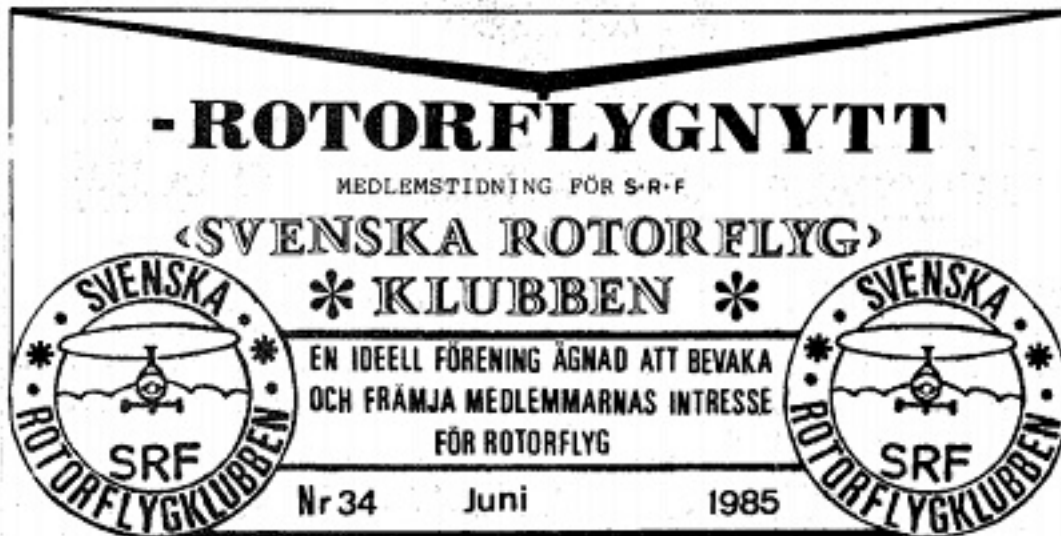 -ROTORFLYGNYTT
MEDLEMSTIDNING FÖR S·R·F
‹SVENSKA ROTORFLYG›
* KLUBBEN *
SVENSKA
ROTORFLYGKLUBBEN
SRF
EN IDEELL FÖRENING ÄGNAD ATT BEVAKA
OCH FRÄMJA MEDLEMMARNAS INTRESSE
FÖR ROTORFLYG
Nr 34 Juni 1985
SVENSKA
ROTORFLYGKLUBBEN
SRF